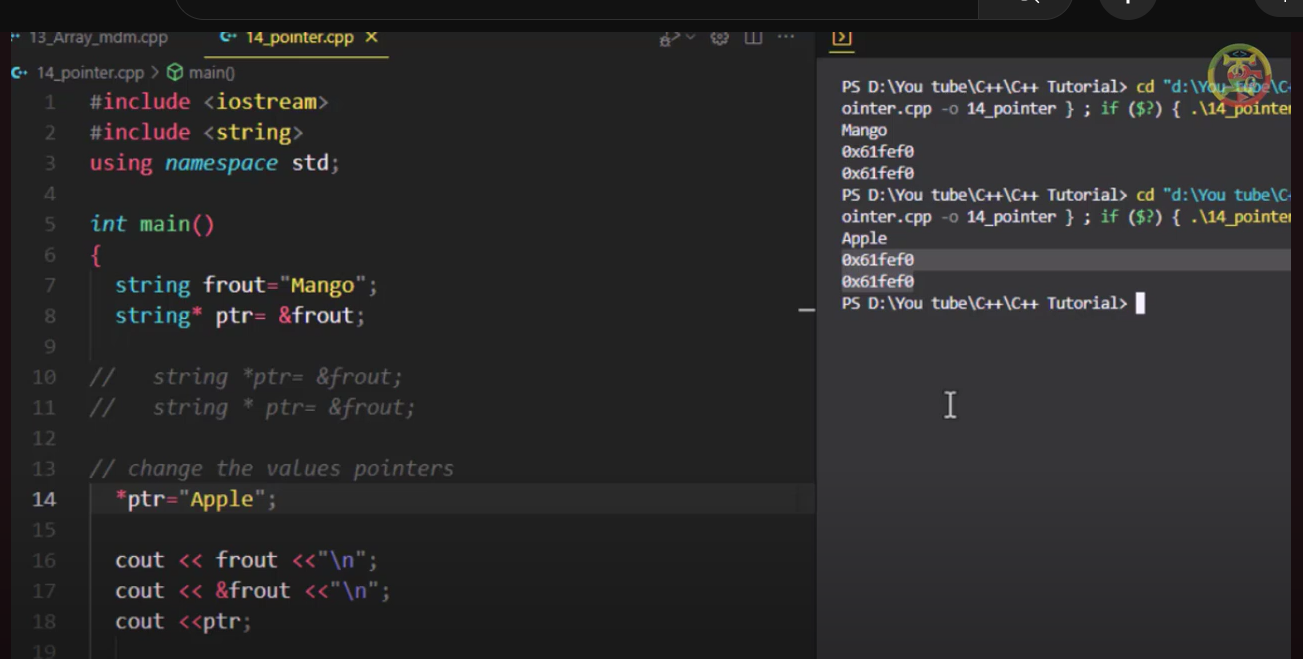 13_Array_mdm.cpp
14_pointer.cpp ×
14_pointer.cpp > main()
1 #include <iostream>
2 #include <string>
3 using namespace std;
4
5 int main()
6 {
7 string frout="Mango";
8 string* ptr= &frout;
9
10 // string *ptr= &frout;
11 // string * ptr= &frout;
12
13 // change the values pointers
14 *ptr="Apple";
15
16 cout << frout <<"\n";
17 cout << &frout <<"\n";
18 cout <<ptr;
19
PS D:\You tube\C++\C++ Tutorial> cd "d:\You tube\C
ointer.cpp -o 14_pointer } ; if ($?) { .\14_pointer
Mango
0x61fef0
0x61fef0
PS D:\You tube\C++\C++ Tutorial> cd "d:\You tube\C
ointer.cpp -o 14_pointer } ; if ($?) { .\14_pointer
Apple
0x61fef0
0x61fef0
PS D:\You tube\C++\C++ Tutorial>